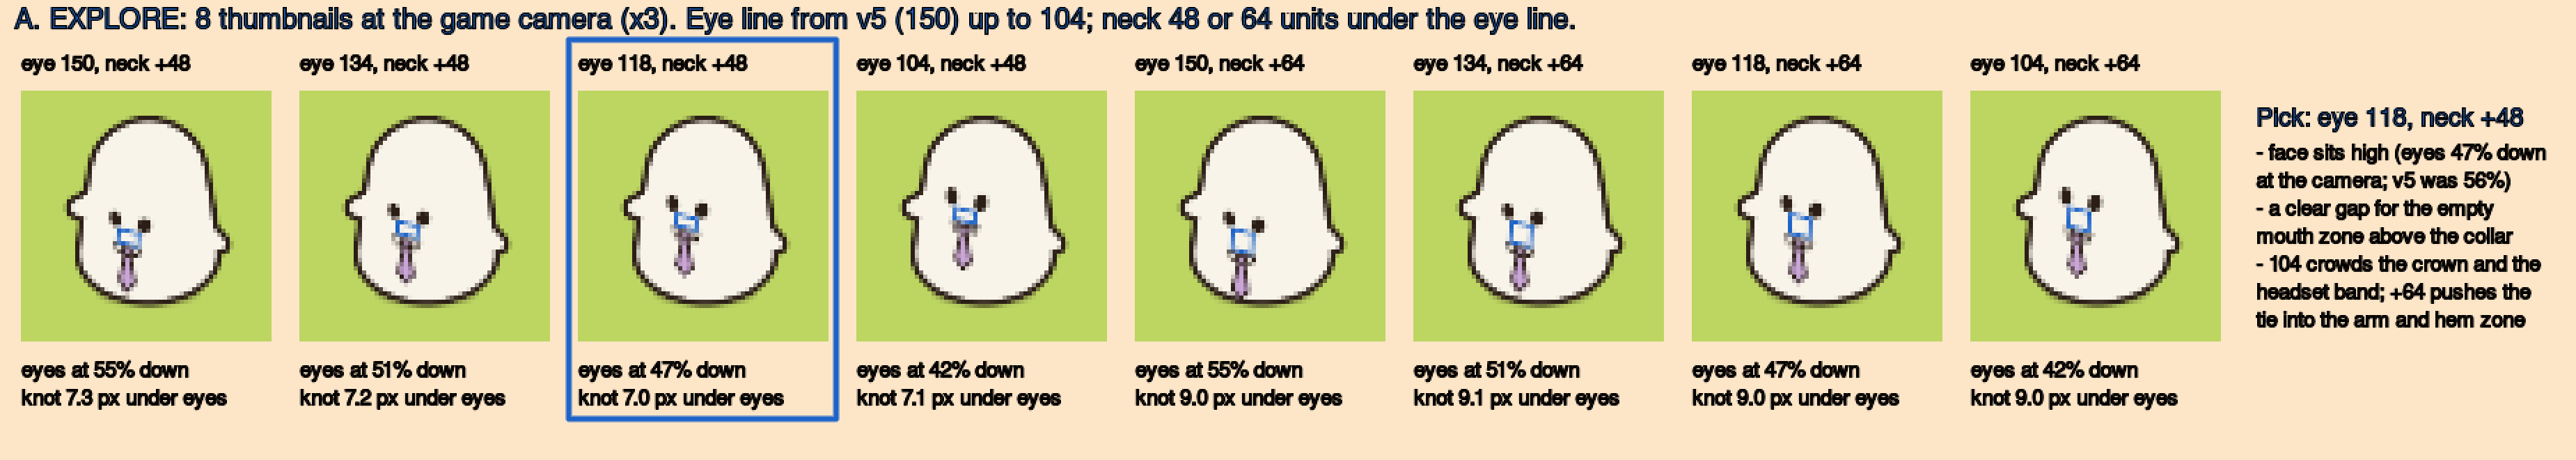 A. EXPLORE: 8 thumbnails at the game camera (x3). Eye line from v5 (150) up to 104; neck 48 or 64 units under the eye line.
eye 150, neck +48
eye 134, neck +48
eye 118, neck +48
eye 104, neck +48
eye 150, neck +64
eye 134, neck +64
eye 118, neck +64
eye 104, neck +64
eyes at 55% down
knot 7.3 px under eyes
eyes at 51% down
knot 7.2 px under eyes
eyes at 47% down
knot 7.0 px under eyes
eyes at 42% down
knot 7.1 px under eyes
eyes at 55% down
knot 9.0 px under eyes
eyes at 51% down
knot 9.1 px under eyes
eyes at 47% down
knot 9.0 px under eyes
eyes at 42% down
knot 9.0 px under eyes
Pick: eye 118, neck +48
- face sits high (eyes 47% down
at the camera; v5 was 56%)
- a clear gap for the empty
mouth zone above the collar
- 104 crowds the crown and the
headset band; +64 pushes the
tie into the arm and hem zone